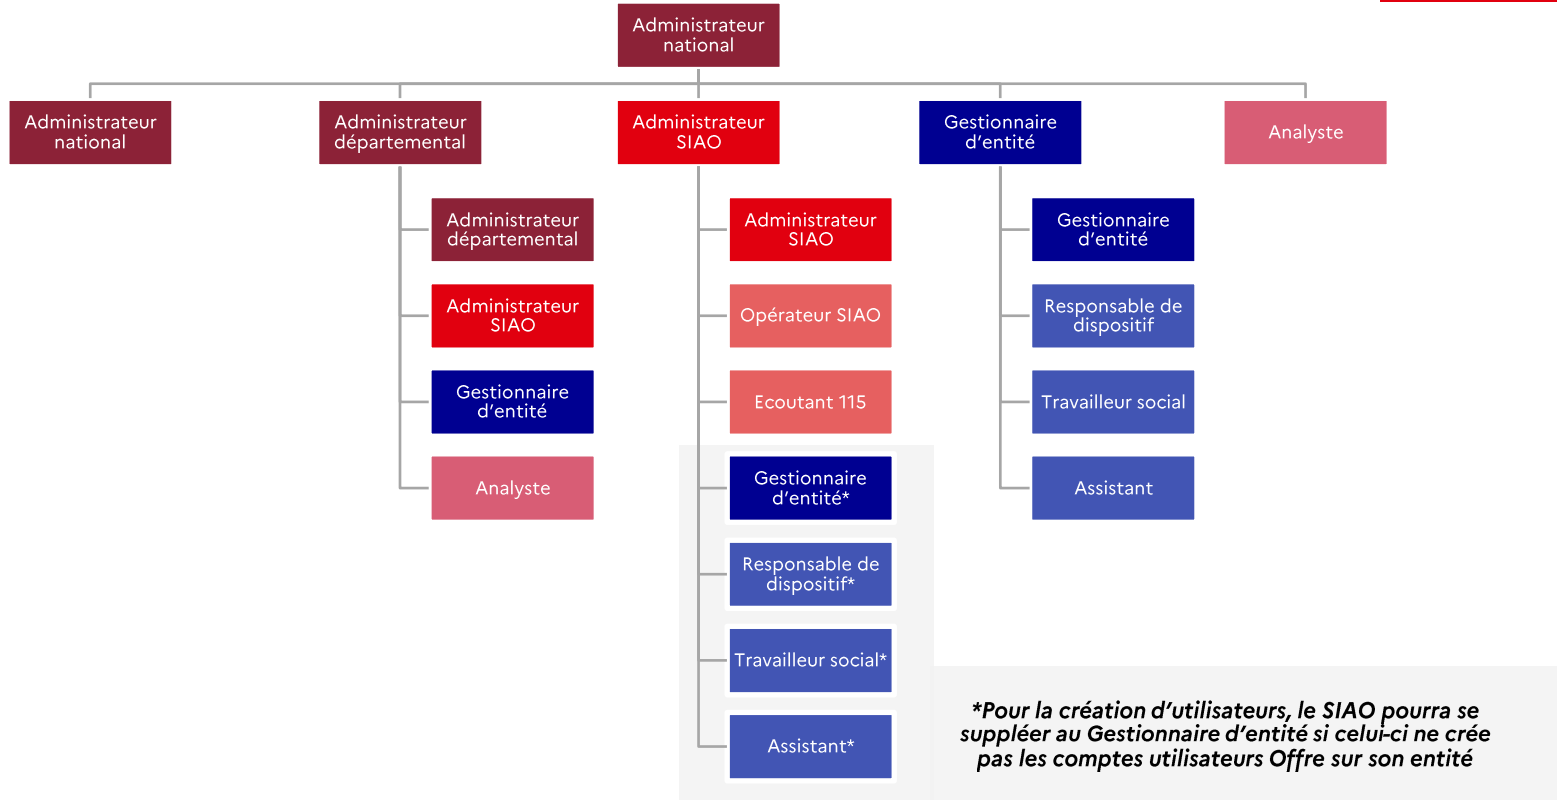 Administrateur
national
Administrateur
national
Administrateur
départemental
Administrateur
SIAO
Gestionnaire
d'entité
Analyste
Administrateur
départemental
Administrateur
SIAO
Gestionnaire
d'entité
Analyste
Administrateur
SIAO
Opérateur SIAO
Ecoutant 115
Gestionnaire
d'entité*
Responsable de
dispositif*
Travailleur social*
Assistant*
Gestionnaire
d'entité
Responsable de
dispositif
Travailleur social
Assistant
*Pour la création d'utilisateurs, le SIAO pourra se
suppléer au Gestionnaire d'entité si celui-ci ne crée
pas les comptes utilisateurs Offre sur son entité